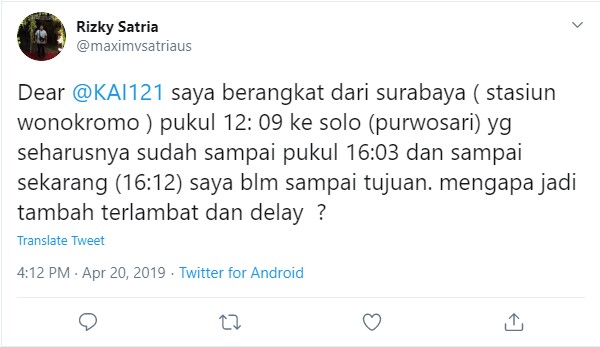 Rizky Satria
@maximvsatriaus
Dear @KAI121 saya berangkat dari surabaya ( stasiun
wonokromo ) pukul 12: 09 ke solo (purwosari) yg
seharusnya sudah sampai pukul 16:03 dan sampai
sekarang (16:12) saya blm sampai tujuan. mengapa jadi
tambah terlambat dan delay  ?
Translate Tweet
4:12 PM · Apr 20, 2019 · Twitter for Android